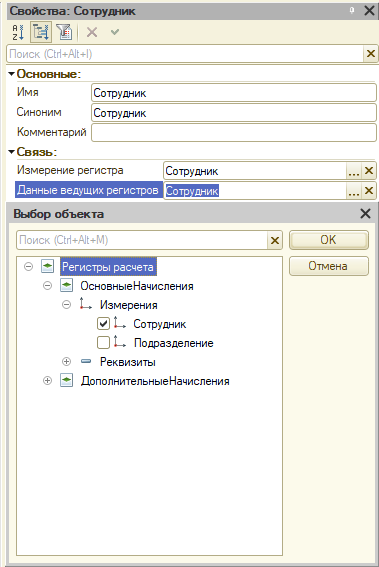 Свойства: Сотрудник
Поиск (Ctrl+Alt+I)
Основные:
Имя Сотрудник
Синоним Сотрудник
Комментарий
Связь:
Измерение регистра Сотрудник ...
Данные ведущих регистров Сотрудник ...
Выбор объекта
Поиск (Ctrl+Alt+M) OK
Отмена
Регистры расчета
ОсновныеНачисления
Измерения
Сотрудник
Подразделение
Реквизиты
ДополнительныеНачисления